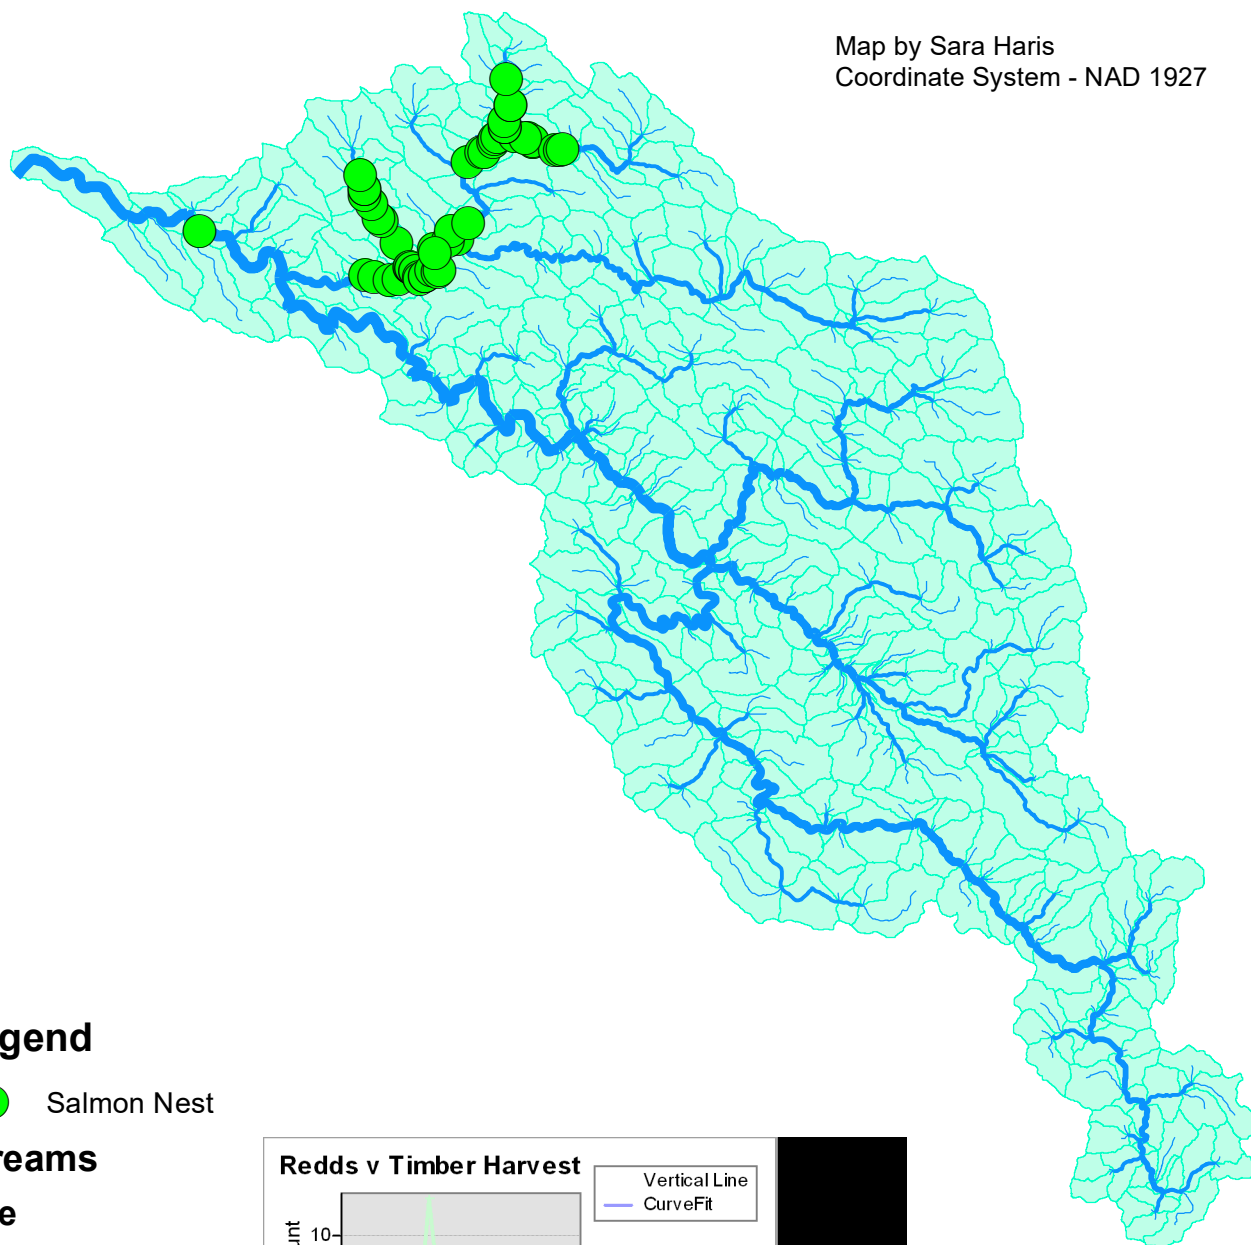 Map by Sara Haris
Coordinate System - NAD 1927
gend
Salmon Nest
reams
e
Redds v Timber Harvest
Vertical Line
CurveFit
unt
10